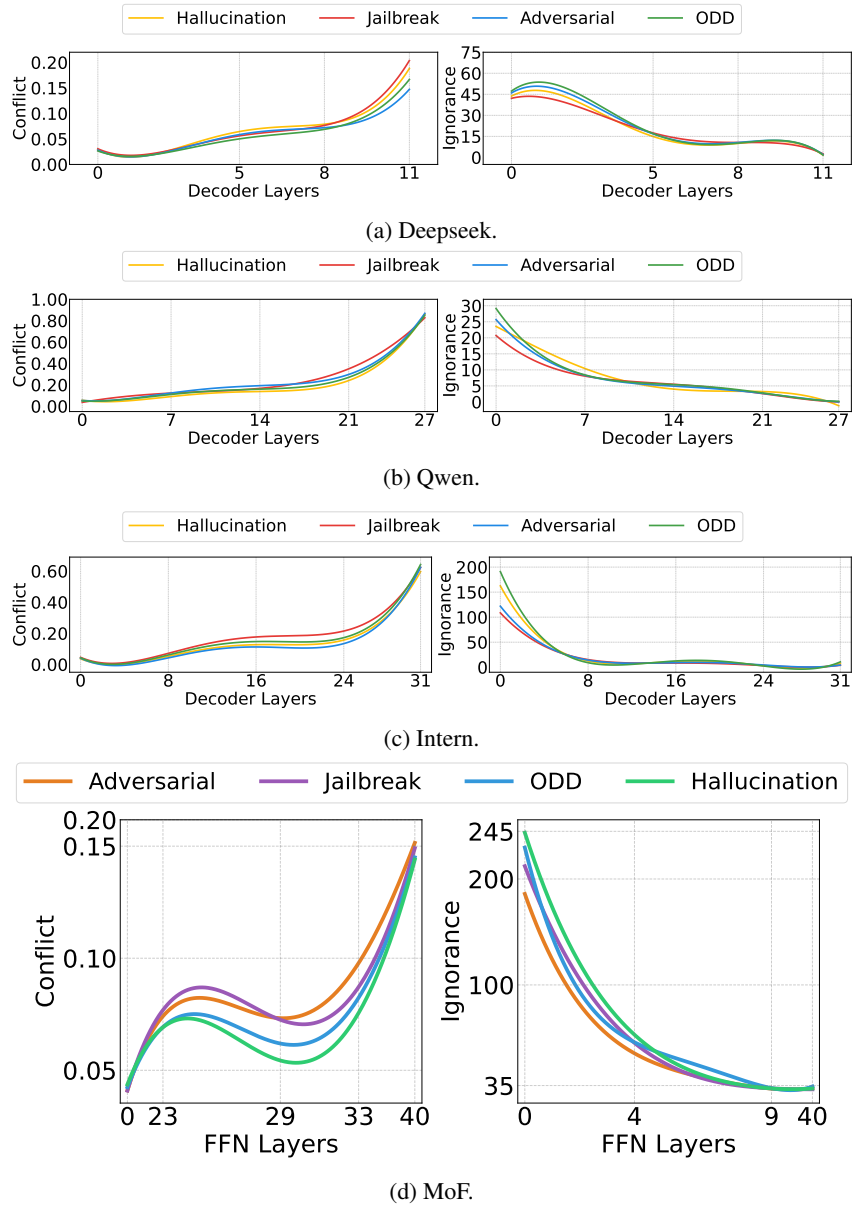 Hallucination Jailbreak Adversarial ODD
0.20
0.15
0.10
0.05
0.00
Conflict
0 5 8 11
Decoder Layers
75
60
45
30
15
0
Ignorance
0 5 8 11
Decoder Layers
(a) Deepseek.
Hallucination Jailbreak Adversarial ODD
1.00
0.80
0.60
0.40
0.20
0.00
Conflict
0 7 14 21 27
Decoder Layers
30
25
20
15
10
5
0
Ignorance
0 7 14 21 27
Decoder Layers
(b) Qwen.
Hallucination Jailbreak Adversarial ODD
0.60
0.40
0.20
0.00
Conflict
0 8 16 24 31
Decoder Layers
200
150
100
50
0
Ignorance
0 8 16 24 31
Decoder Layers
(c) Intern.
Adversarial Jailbreak ODD Hallucination
0.20
0.15
0.10
0.05
Conflict
0 23 29 33 40
FFN Layers
245
200
100
35
Ignorance
0 4 9 40
FFN Layers
(d) MoF.